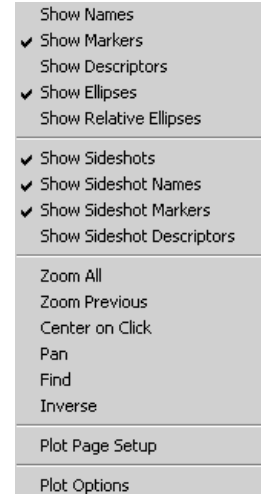 Show Names
Show Markers
Show Descriptors
Show Ellipses
Show Relative Ellipses
Show Sideshots
Show Sideshot Names
Show Sideshot Markers
Show Sideshot Descriptors
Zoom All
Zoom Previous
Center on Click
Pan
Find
Inverse
Plot Page Setup
Plot Options